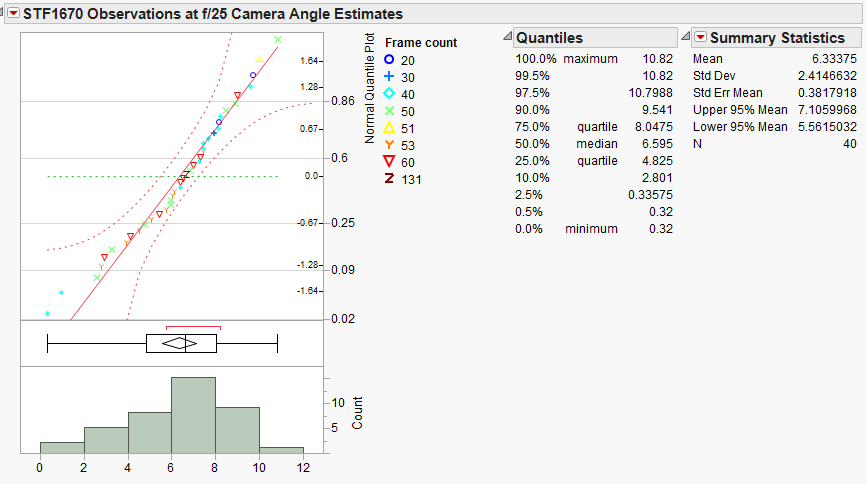 STF1670 Observations at f/25 Camera Angle Estimates
1.64
1.28
0.86
0.67
0.6
0.0
-0.67
0.25
-1.28
0.09
-1.64
0.02
Normal Quantile Plot
10
5
Count
0 2 4 6 8 10 12
Frame count
20
30
40
50
51
53
60
131
Quantiles
100.0% maximum 10.82
99.5% 10.82
97.5% 10.7988
90.0% 9.541
75.0% quartile 8.0475
50.0% median 6.595
25.0% quartile 4.825
10.0% 2.801
2.5% 0.33575
0.5% 0.32
0.0% minimum 0.32
Summary Statistics
Mean 6.33375
Std Dev 2.4146632
Std Err Mean 0.3817918
Upper 95% Mean 7.1059968
Lower 95% Mean 5.5615032
N 40